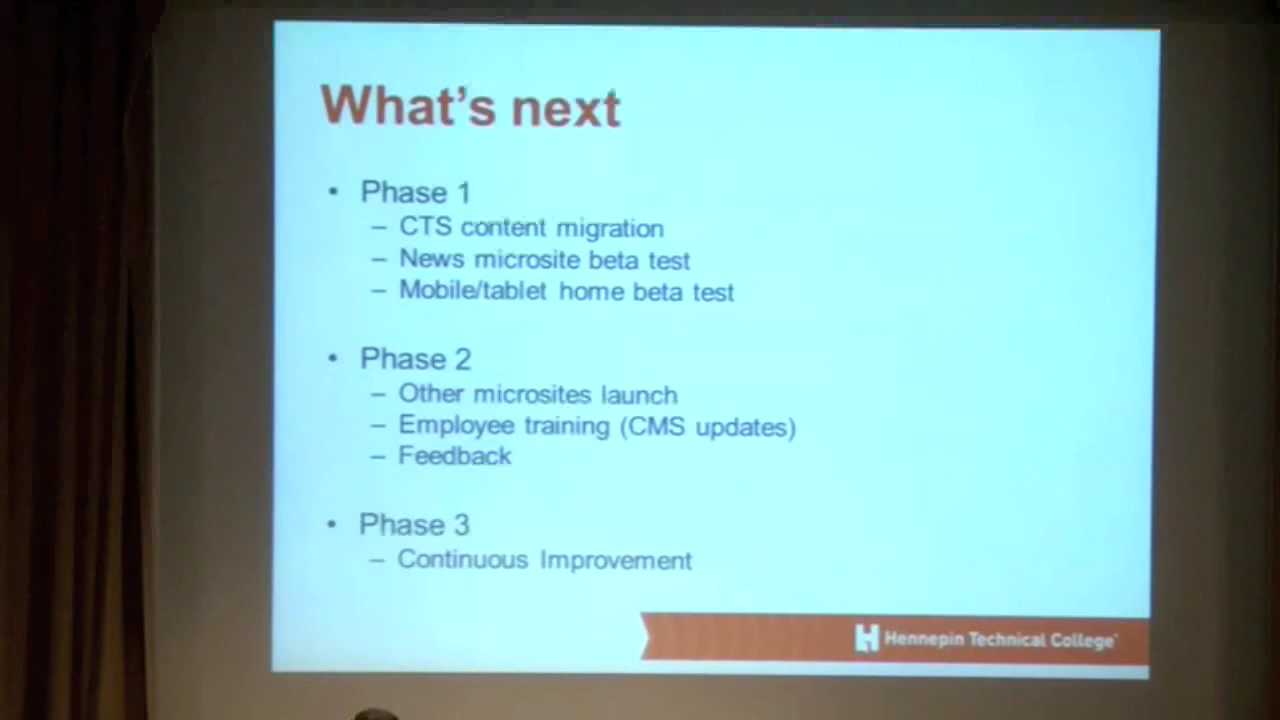 What's next
• Phase 1
– CTS content migration
– News microsite beta test
– Mobile/tablet home beta test
• Phase 2
– Other microsites launch
– Employee training (CMS updates)
– Feedback
• Phase 3
– Continuous Improvement
Hennepin Technical College